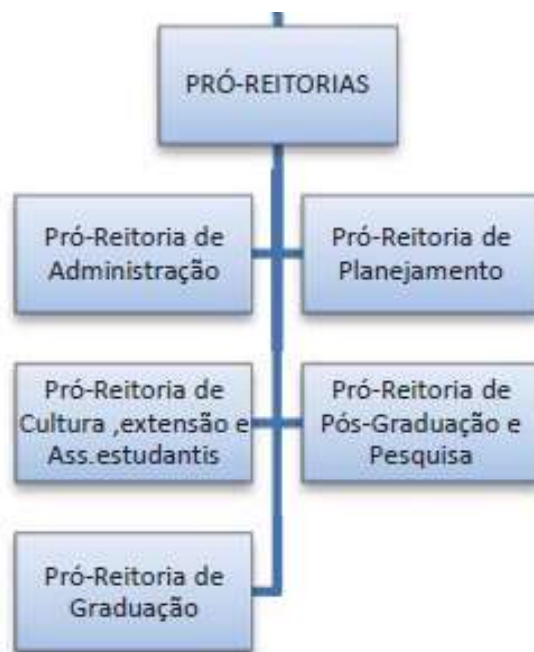 PRÓ-REITORIAS
Pró-Reitoria de
Administração
Pró-Reitoria de
Planejamento
Pró-Reitoria de
Cultura ,extensão e
Ass.estudantis
Pró-Reitoria de
Pós-Graduação e
Pesquisa
Pró-Reitoria de
Graduação